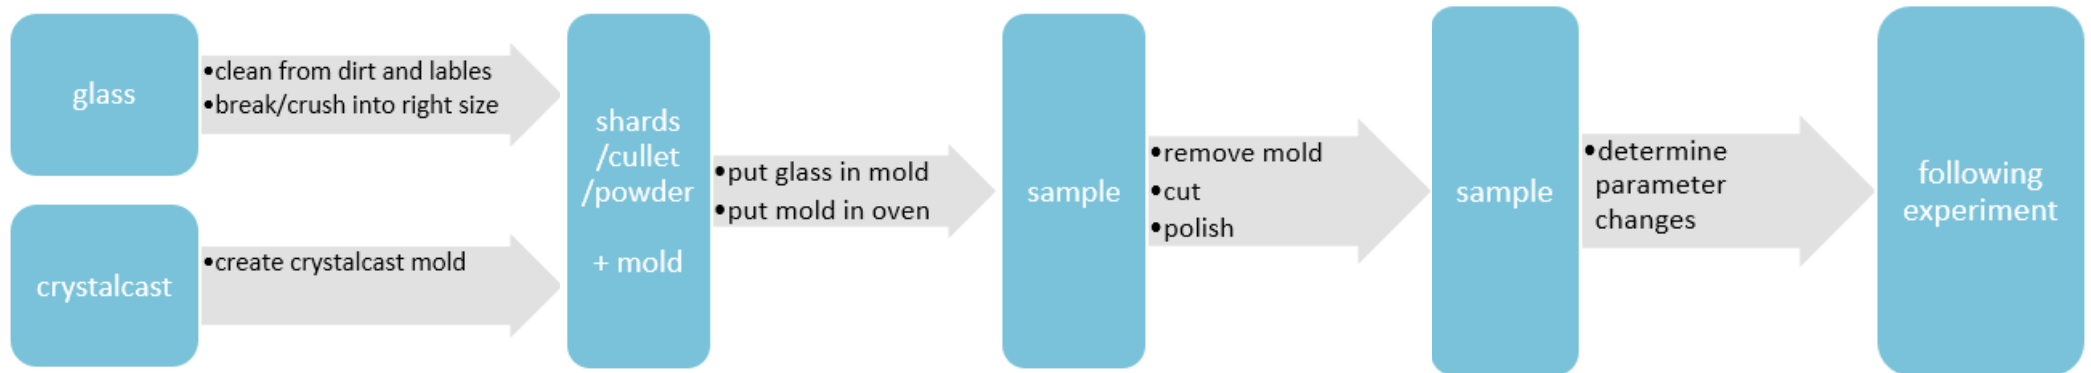 glass
•clean from dirt and lables
•break/crush into right size
crystalcast
•create crystalcast mold
shards
/cullet
/powder
+ mold
•put glass in mold
•put mold in oven
sample
•remove mold
•cut
•polish
sample
•determine
parameter
changes
following
experiment